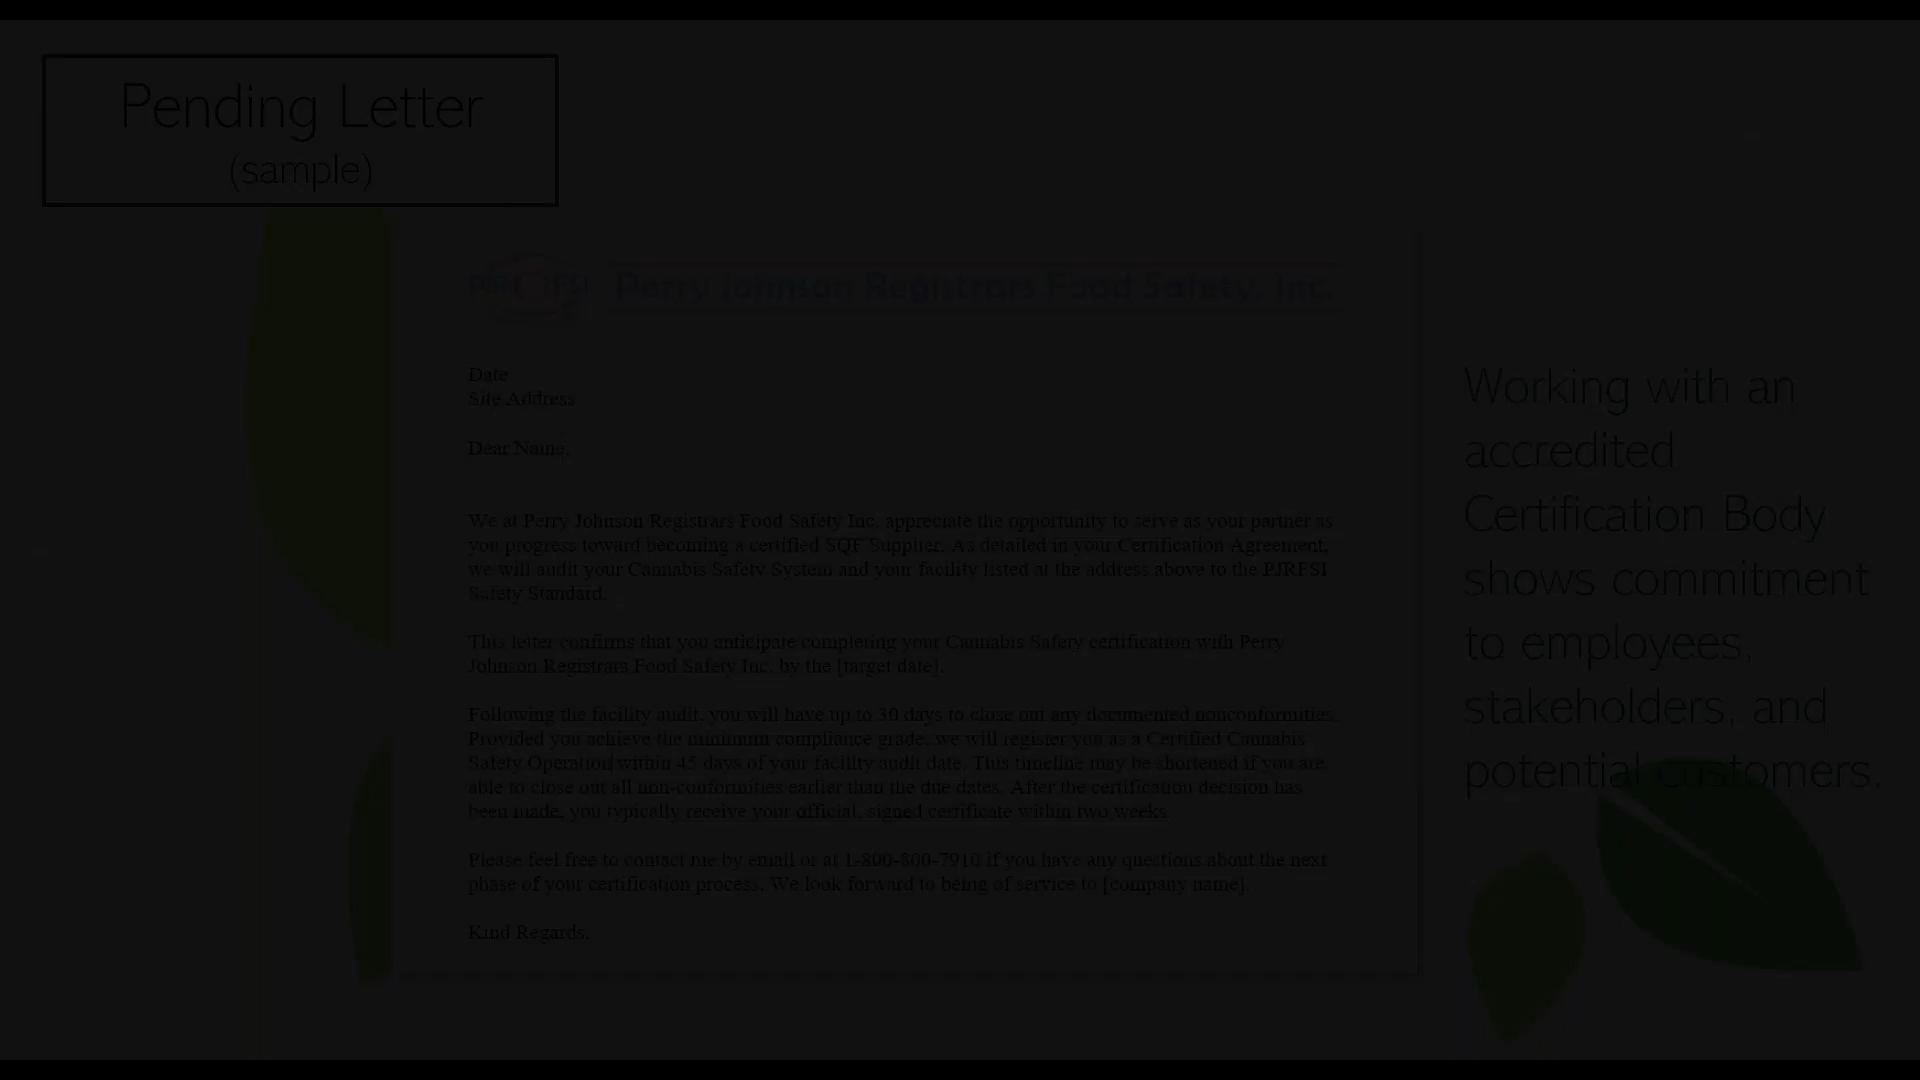 Pending Letter
(sample)
Perry Johnson Registrars Food Safety, Inc.
Date
Site Address
Dear Name,
We at Perry Johnson Registrars Food Safety Inc. appreciate the opportunity to serve as your partner as
you progress toward becoming a certified SQF Supplier. As detailed in your Certification Agreement,
we will audit your Cannabis Safety System and your facility listed at the address above to the PJRFSI
Safety Standard.
This letter confirms that you anticipate completing your Cannabis Safety certification with Perry
Johnson Registrars Food Safety Inc. by the [target date].
Following the facility audit, you will have up to 30 days to close out any documented nonconformities.
Provided you achieve the minimum compliance grade, we will register you as a Certified Cannabis
Safety Operation within 45 days of your facility audit date. This timeline may be shortened if you are
able to close out all non-conformities earlier than the due dates. After the certification decision has
been made, you typically receive your official, signed certificate within two weeks.
Please feel free to contact me by email or at 1-800-800-7910 if you have any questions about the next
phase of your certification process. We look forward to being of service to [company name].
Kind Regards,
Working with an
accredited
Certification Body
shows commitment
to employees,
stakeholders, and
potential customers.